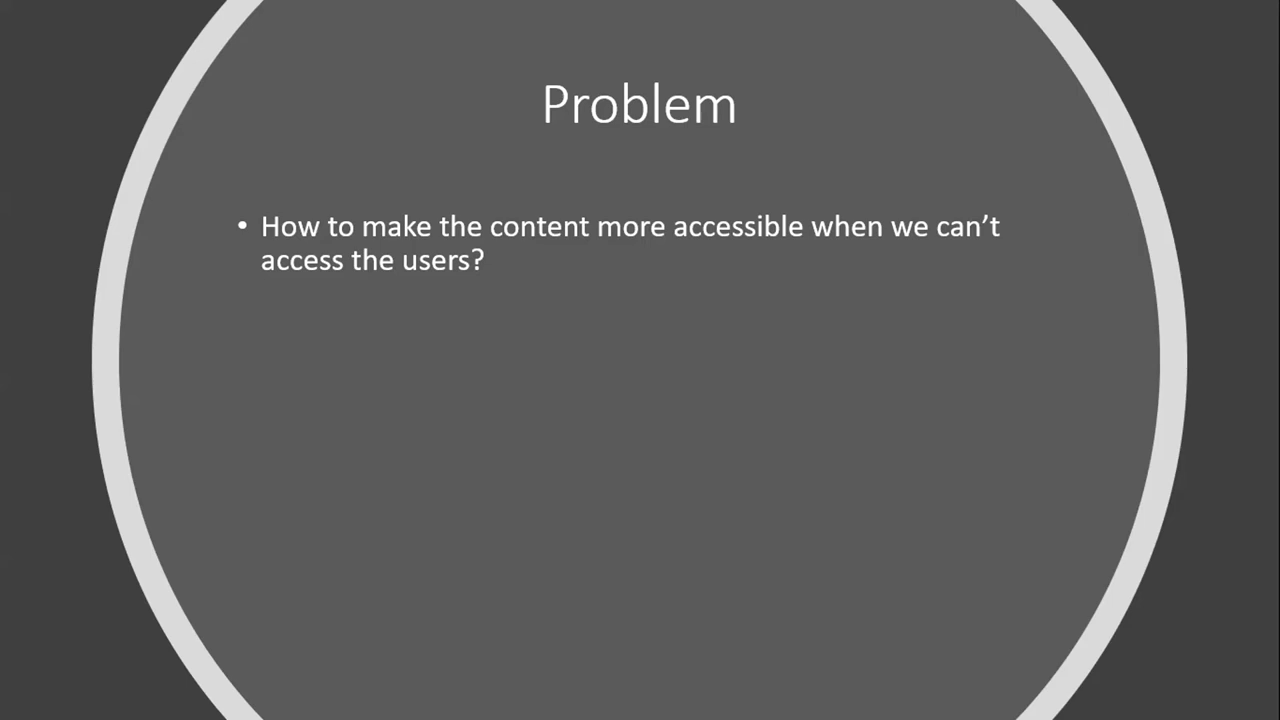 Problem
• How to make the content more accessible when we can’t
access the users?